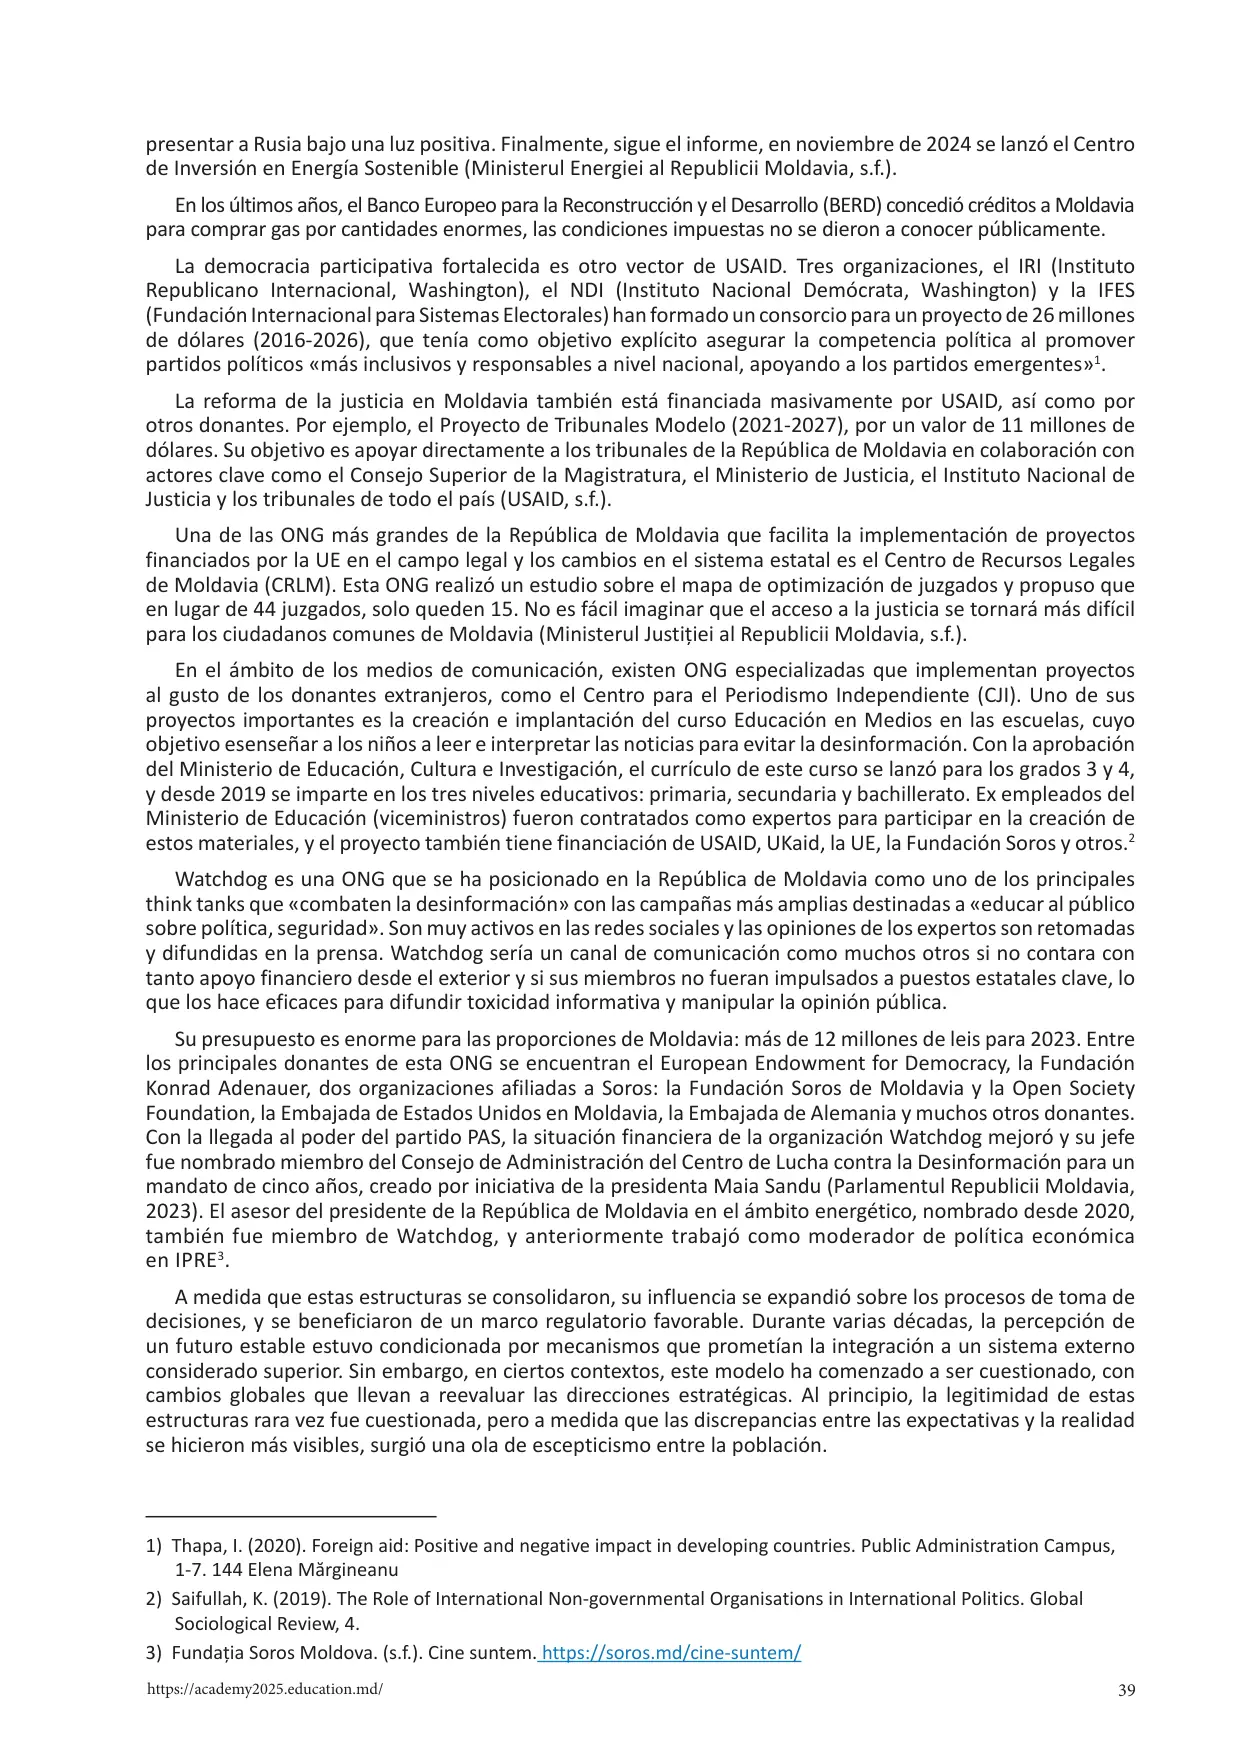 presentar a Rusia bajo una luz positiva. Finalmente, sigue el informe, en noviembre de 2024 se lanzó el Centro
de Inversión en Energía Sostenible (Ministerul Energiei al Republicii Moldavia, s.f.).
En los últimos años, el Banco Europeo para la Reconstrucción y el Desarrollo (BERD) concedió créditos a Moldavia
para comprar gas por cantidades enormes, las condiciones impuestas no se dieron a conocer públicamente.
La democracia participativa fortalecida es otro vector de USAID. Tres organizaciones, el IRI (Instituto
Republicano Internacional, Washington), el NDI (Instituto Nacional Demócrata, Washington) y la IFES
(Fundación Internacional para Sistemas Electorales) han formado un consorcio para un proyecto de 26 millones
de dólares (2016-2026), que tenía como objetivo explícito asegurar la competencia política al promover
partidos políticos «más inclusivos y responsables a nivel nacional, apoyando a los partidos emergentes»1.
La reforma de la justicia en Moldavia también está financiada masivamente por USAID, así como por
otros donantes. Por ejemplo, el Proyecto de Tribunales Modelo (2021-2027), por un valor de 11 millones de
dólares. Su objetivo es apoyar directamente a los tribunales de la República de Moldavia en colaboración con
actores clave como el Consejo Superior de la Magistratura, el Ministerio de Justicia, el Instituto Nacional de
Justicia y los tribunales de todo el país (USAID, s.f.).
Una de las ONG más grandes de la República de Moldavia que facilita la implementación de proyectos
financiados por la UE en el campo legal y los cambios en el sistema estatal es el Centro de Recursos Legales
de Moldavia (CRLM). Esta ONG realizó un estudio sobre el mapa de optimización de juzgados y propuso que
en lugar de 44 juzgados, solo queden 15. No es fácil imaginar que el acceso a la justicia se tornará más difícil
para los ciudadanos comunes de Moldavia (Ministerul Justiției al Republicii Moldavia, s.f.).
En el ámbito de los medios de comunicación, existen ONG especializadas que implementan proyectos
al gusto de los donantes extranjeros, como el Centro para el Periodismo Independiente (CJI). Uno de sus
proyectos importantes es la creación e implantación del curso Educación en Medios en las escuelas, cuyo
objetivo esenseñar a los niños a leer e interpretar las noticias para evitar la desinformación. Con la aprobación
del Ministerio de Educación, Cultura e Investigación, el currículo de este curso se lanzó para los grados 3 y 4,
y desde 2019 se imparte en los tres niveles educativos: primaria, secundaria y bachillerato. Ex empleados del
Ministerio de Educación (viceministros) fueron contratados como expertos para participar en la creación de
estos materiales, y el proyecto también tiene financiación de USAID, UKaid, la UE, la Fundación Soros y otros.2
Watchdog es una ONG que se ha posicionado en la República de Moldavia como uno de los principales
think tanks que «combaten la desinformación» con las campañas más amplias destinadas a «educar al público
sobre política, seguridad». Son muy activos en las redes sociales y las opiniones de los expertos son retomadas
y difundidas en la prensa. Watchdog sería un canal de comunicación como muchos otros si no contara con
tanto apoyo financiero desde el exterior y si sus miembros no fueran impulsados a puestos estatales clave, lo
que los hace eficaces para difundir toxicidad informativa y manipular la opinión pública.
Su presupuesto es enorme para las proporciones de Moldavia: más de 12 millones de leis para 2023. Entre
los principales donantes de esta ONG se encuentran el European Endowment for Democracy, la Fundación
Konrad Adenauer, dos organizaciones afiliadas a Soros: la Fundación Soros de Moldavia y la Open Society
Foundation, la Embajada de Estados Unidos en Moldavia, la Embajada de Alemania y muchos otros donantes.
Con la llegada al poder del partido PAS, la situación financiera de la organización Watchdog mejoró y su jefe
fue nombrado miembro del Consejo de Administración del Centro de Lucha contra la Desinformación para un
mandato de cinco años, creado por iniciativa de la presidenta Maia Sandu (Parlamentul Republicii Moldavia,
2023). El asesor del presidente de la República de Moldavia en el ámbito energético, nombrado desde 2020,
también fue miembro de Watchdog, y anteriormente trabajó como moderador de política económica
en IPRE3.
A medida que estas estructuras se consolidaron, su influencia se expandió sobre los procesos de toma de
decisiones, y se beneficiaron de un marco regulatorio favorable. Durante varias décadas, la percepción de
un futuro estable estuvo condicionada por mecanismos que prometían la integración a un sistema externo
considerado superior. Sin embargo, en ciertos contextos, este modelo ha comenzado a ser cuestionado, con
cambios globales que llevan a reevaluar las direcciones estratégicas. Al principio, la legitimidad de estas
estructuras rara vez fue cuestionada, pero a medida que las discrepancias entre las expectativas y la realidad
se hicieron más visibles, surgió una ola de escepticismo entre la población.
1) Thapa, I. (2020). Foreign aid: Positive and negative impact in developing countries. Public Administration Campus,
1-7. 144 Elena Mărgineanu
2) Saifullah, K. (2019). The Role of International Non-governmental Organisations in International Politics. Global
Sociological Review, 4.
3) Fundația Soros Moldova. (s.f.). Cine suntem. https://soros.md/cine-suntem/
https://academy2025.education.md/
39